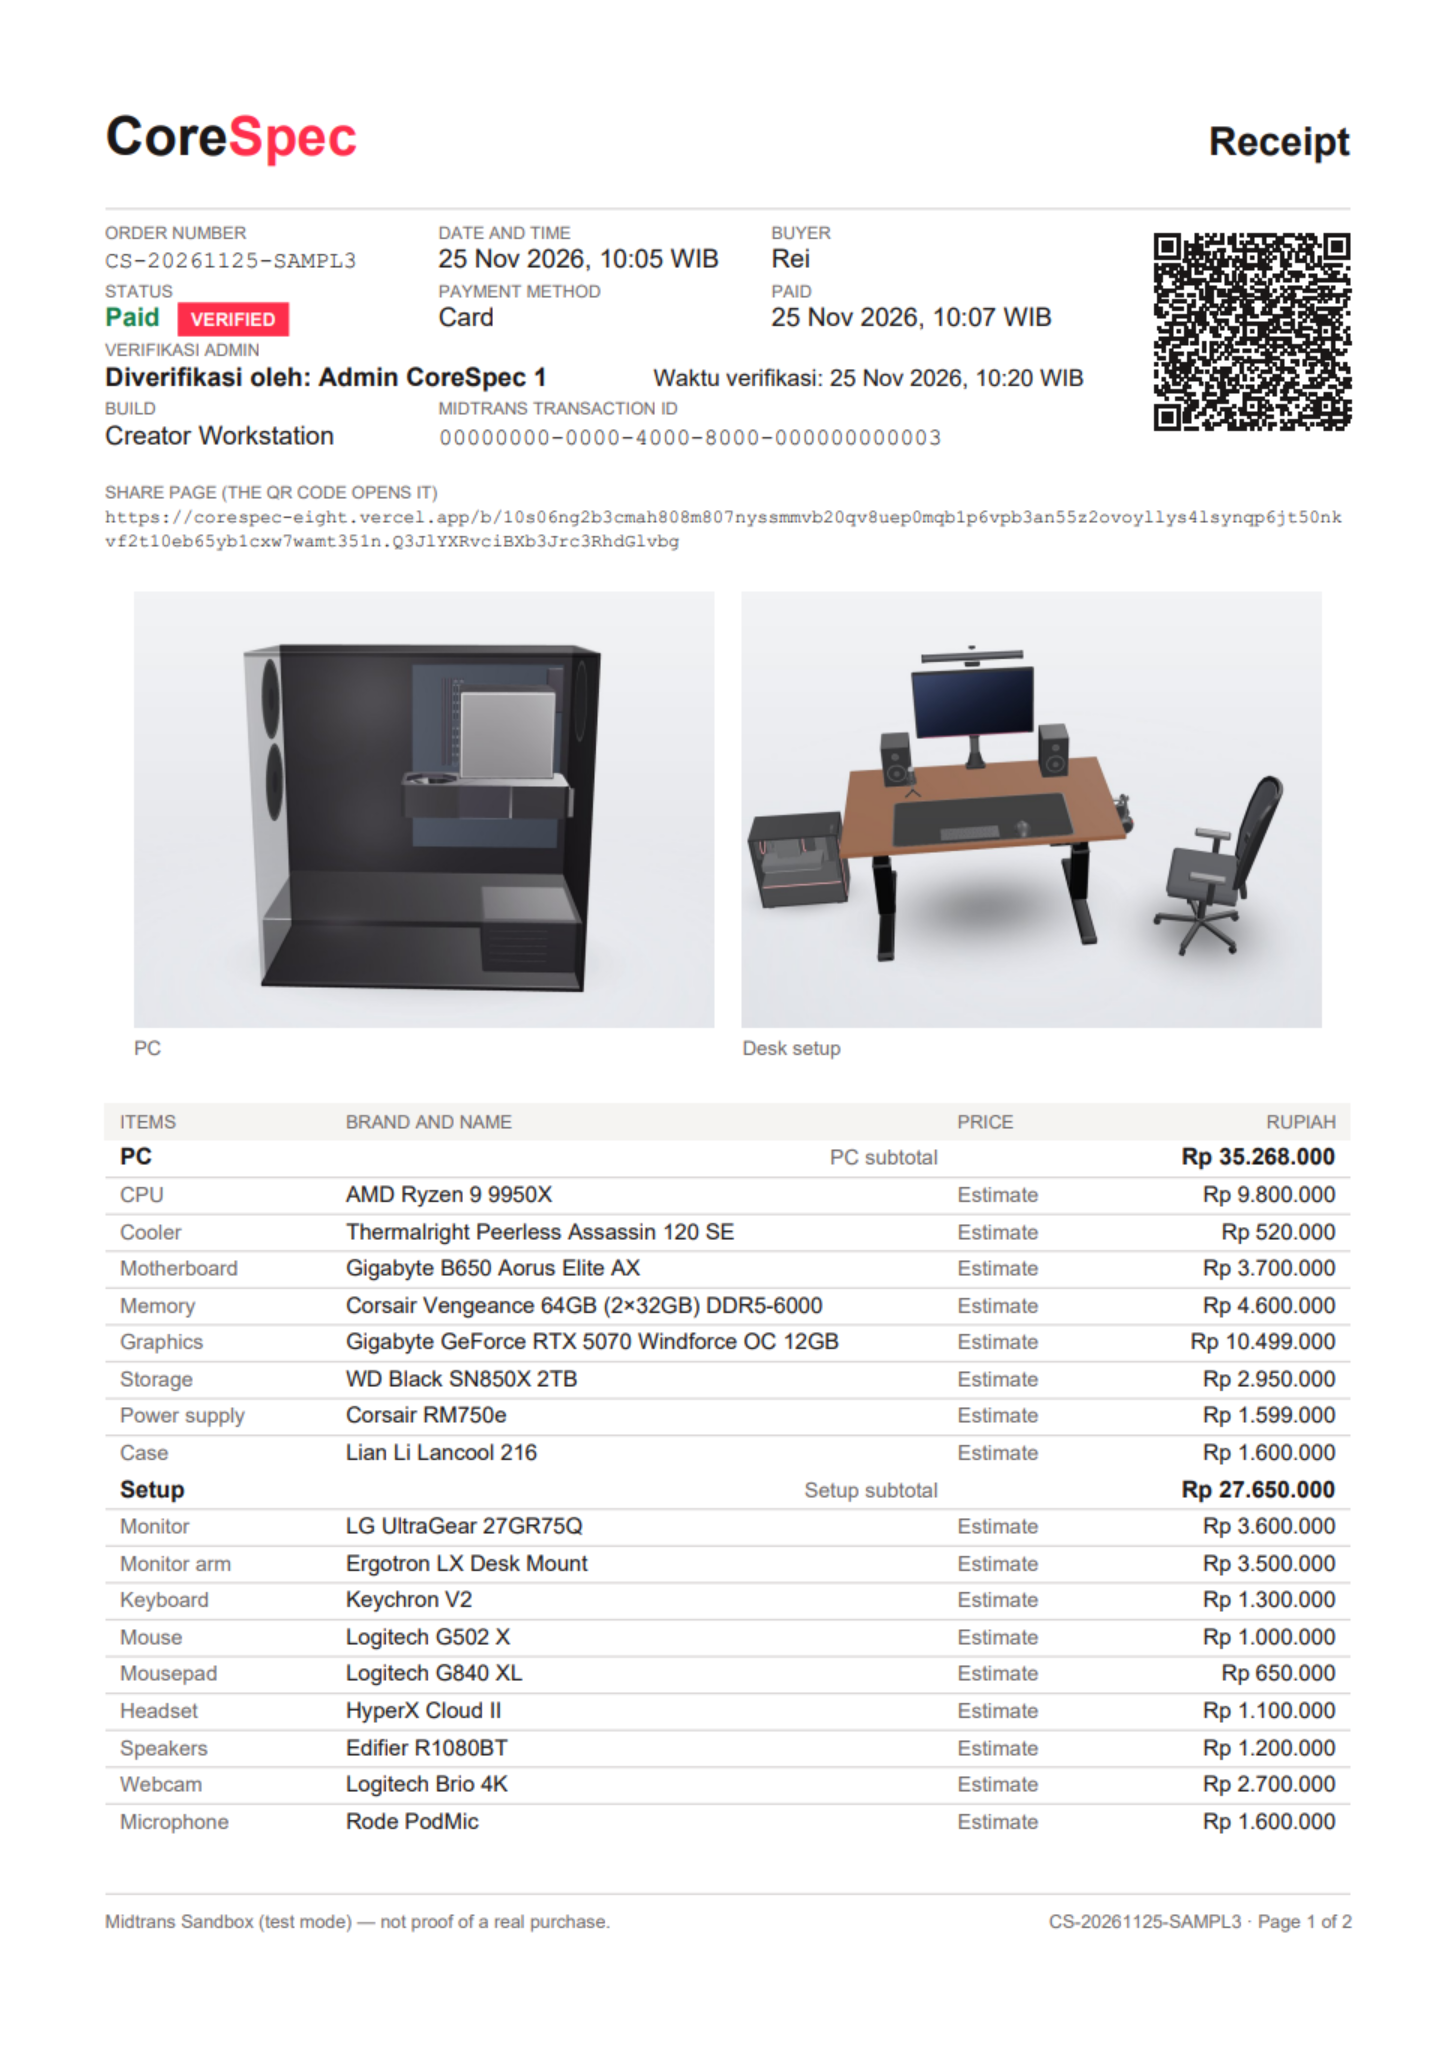 CoreSpec
Receipt
ORDER NUMBER DATE AND TIME BUYER
CS-20261125-SAMPL3 25 Nov 2026, 10:05 WIB Rei
STATUS PAYMENT METHOD PAID
Paid VERIFIED Card 25 Nov 2026, 10:07 WIB
VERIFIKASI ADMIN
Diverifikasi oleh: Admin CoreSpec 1 Waktu verifikasi: 25 Nov 2026, 10:20 WIB
BUILD MIDTRANS TRANSACTION ID
Creator Workstation 00000000-0000-4000-8000-000000000003
SHARE PAGE (THE QR CODE OPENS IT)
https://corespec-eight.vercel.app/b/10s06ng2b3cmah808m807nyssmmvb20qv8uep0mqb1p6vpb3an55z2ovoyllys4lsynqp6jt50nk
vf2t10eb65yb1cxw7wamt351n.Q3JlYXRvciBXb3Jrc3RhdGlvbg
PC Desk setup
ITEMS BRAND AND NAME PRICE RUPIAH
PC PC subtotal Rp 35.268.000
CPU AMD Ryzen 9 9950X Estimate Rp 9.800.000
Cooler Thermalright Peerless Assassin 120 SE Estimate Rp 520.000
Motherboard Gigabyte B650 Aorus Elite AX Estimate Rp 3.700.000
Memory Corsair Vengeance 64GB (2×32GB) DDR5-6000 Estimate Rp 4.600.000
Graphics Gigabyte GeForce RTX 5070 Windforce OC 12GB Estimate Rp 10.499.000
Storage WD Black SN850X 2TB Estimate Rp 2.950.000
Power supply Corsair RM750e Estimate Rp 1.599.000
Case Lian Li Lancool 216 Estimate Rp 1.600.000
Setup Setup subtotal Rp 27.650.000
Monitor LG UltraGear 27GR75Q Estimate Rp 3.600.000
Monitor arm Ergotron LX Desk Mount Estimate Rp 3.500.000
Keyboard Keychron V2 Estimate Rp 1.300.000
Mouse Logitech G502 X Estimate Rp 1.000.000
Mousepad Logitech G840 XL Estimate Rp 650.000
Headset HyperX Cloud II Estimate Rp 1.100.000
Speakers Edifier R1080BT Estimate Rp 1.200.000
Webcam Logitech Brio 4K Estimate Rp 2.700.000
Microphone Rode PodMic Estimate Rp 1.600.000
Midtrans Sandbox (test mode) — not proof of a real purchase. CS-20261125-SAMPL3 · Page 1 of 2